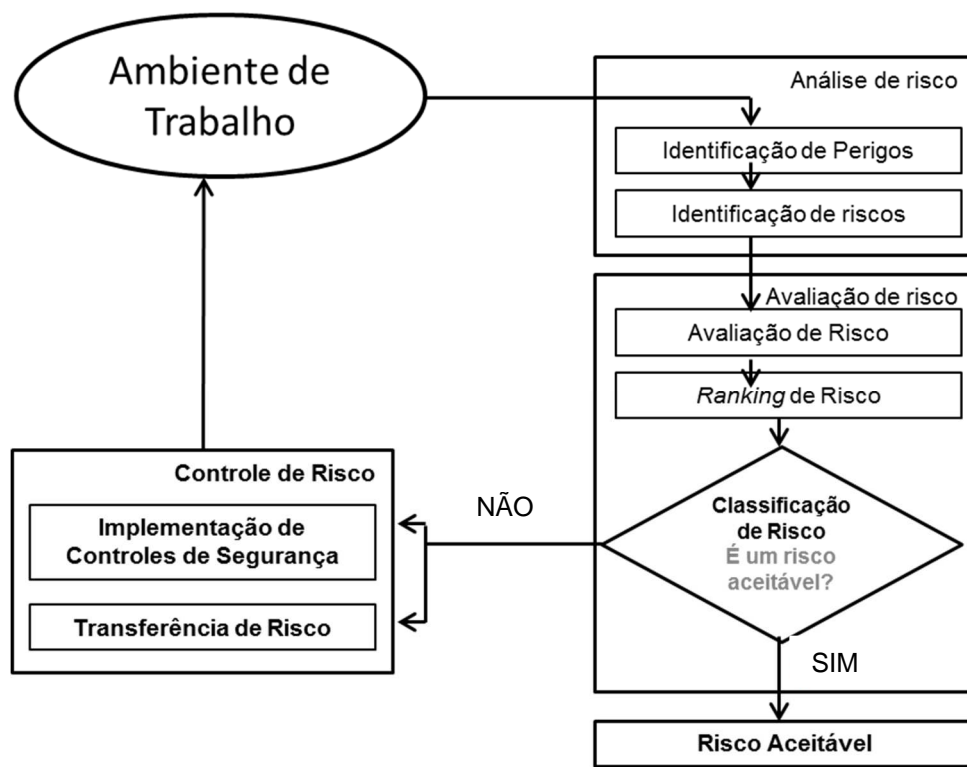 Ambiente de
Trabalho
Análise de risco
Identificação de Perigos
Identificação de riscos
Avaliação de risco
Avaliação de Risco
Ranking de Risco
Classificação
de Risco
É um risco
aceitável?
NÃO
Controle de Risco
Implementação de
Controles de Segurança
Transferência de Risco
SIM
Risco Aceitável